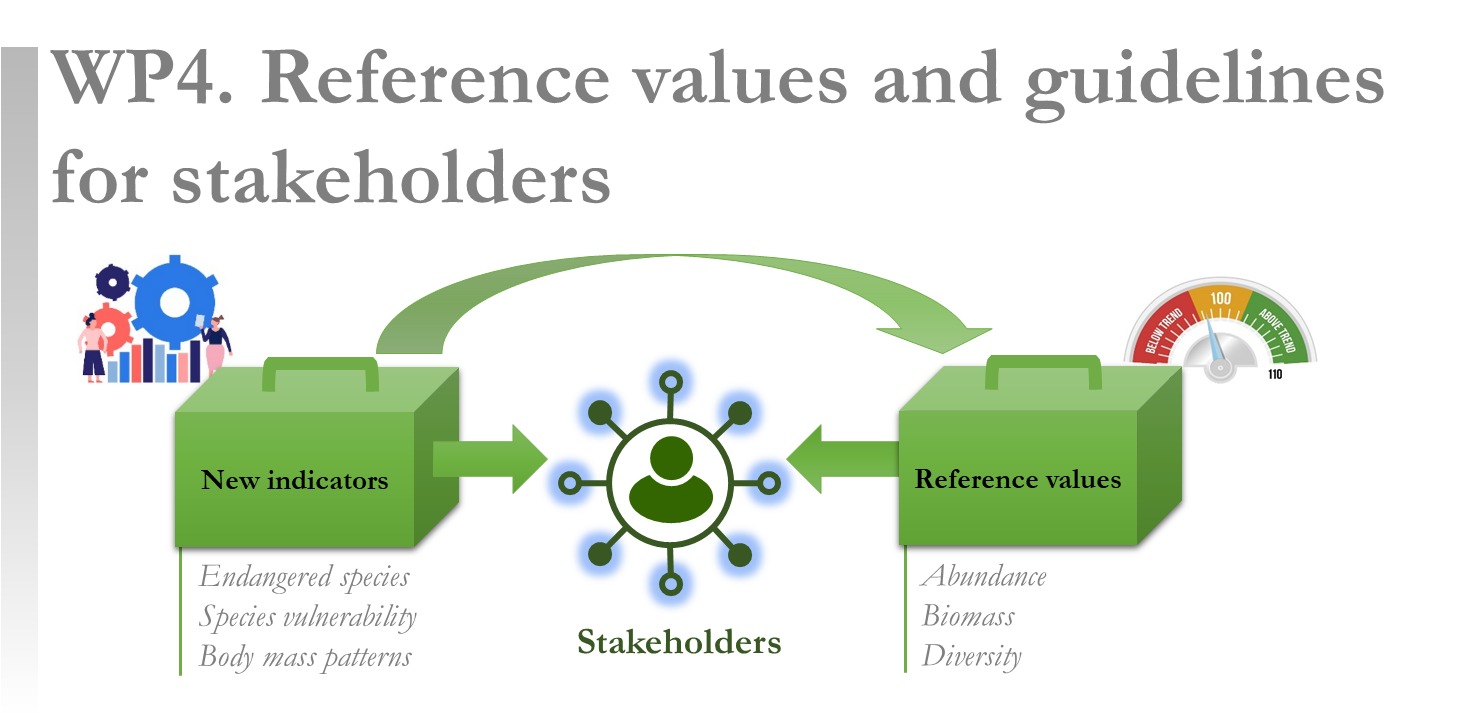 WP4. Reference values and guidelines
for stakeholders
BELOW TREND
100
ABOVE TREND
110
New indicators
Reference values
Endangered species
Species vulnerability
Body mass patterns
Stakeholders
Abundance
Biomass
Diversity